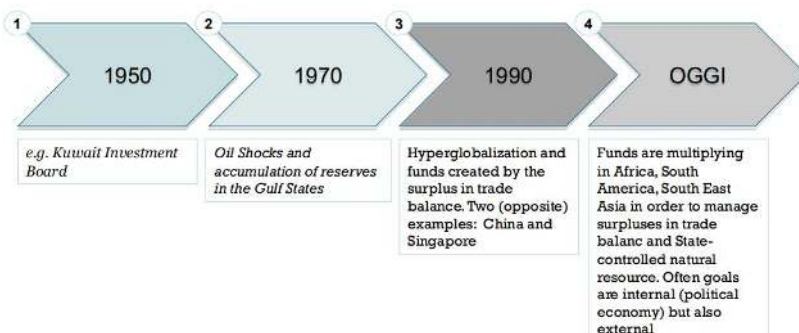 1
2
3
4
1950
1970
1990
OGGI
e.g. Kuwait Investment
Board
Oil Shocks and
accumulation of reserves
in the Gulf States
Hyperglobalization and
funds created by the
surplus in trade
balance. Two (opposite)
examples: China and
Singapore
Funds are multiplying
in Africa, South
America, South East
Asia in order to manage
surpluses in trade
balanc and State-
controlled natural
resource. Often goals
are internal (political
economy) but also
external